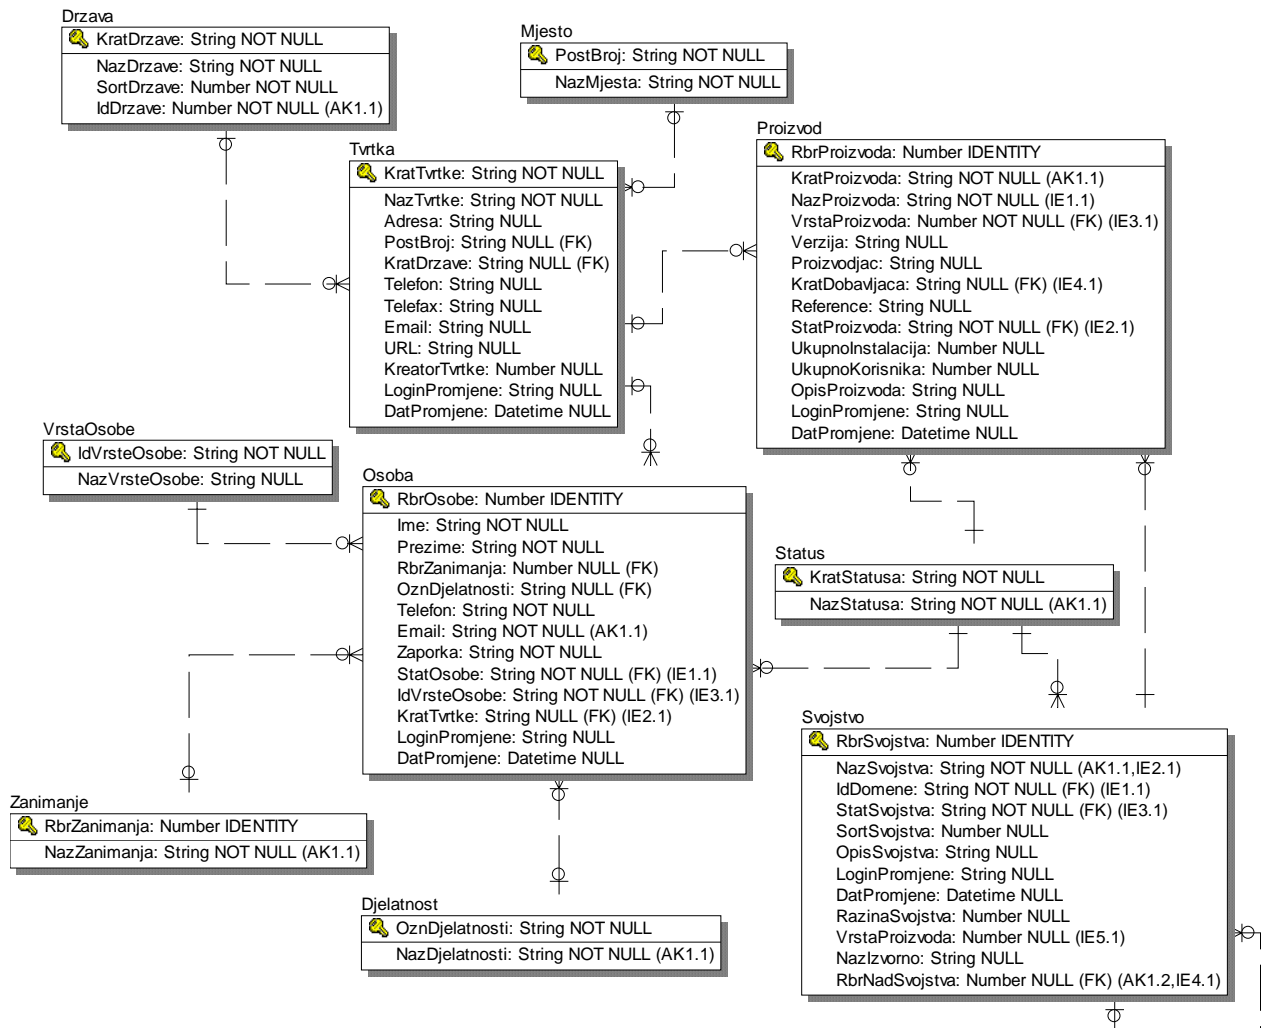 Drzava
KratDrzave: String NOT NULL
NazDrzave: String NOT NULL
SortDrzave: Number NOT NULL
IdDrzave: Number NOT NULL (AK1.1)
Mjesto
PostBroj: String NOT NULL
NazMjesta: String NOT NULL
Tvrtka
KratTvrtke: String NOT NULL
NazTvrtke: String NOT NULL
Adresa: String NULL
PostBroj: String NULL (FK)
KratDrzave: String NULL (FK)
Telefon: String NULL
Telefax: String NULL
Email: String NULL
URL: String NULL
KreatorTvrtke: Number NULL
LoginPromjene: String NULL
DatPromjene: Datetime NULL
Proizvod
RbrProizvoda: Number IDENTITY
KratProizvoda: String NOT NULL (AK1.1)
NazProizvoda: String NOT NULL (IE1.1)
VrstaProizvoda: Number NOT NULL (FK) (IE3.1)
Verzija: String NULL
Proizvodjac: String NULL
KratDobavljaca: String NULL (FK) (IE4.1)
Reference: String NULL
StatProizvoda: String NOT NULL (FK) (IE2.1)
UkupnoInstalacija: Number NULL
UkupnoKorisnika: Number NULL
OpisProizvoda: String NULL
LoginPromjene: String NULL
DatPromjene: Datetime NULL
VrstaOsobe
IdVrsteOsobe: String NOT NULL
NazVrsteOsobe: String NULL
Osoba
RbrOsobe: Number IDENTITY
Ime: String NOT NULL
Prezime: String NOT NULL
RbrZanimanja: Number NULL (FK)
OznDjelatnosti: String NULL (FK)
Telefon: String NOT NULL
Email: String NOT NULL (AK1.1)
Zaporka: String NOT NULL
StatOsobe: String NOT NULL (FK) (IE1.1)
IdVrsteOsobe: String NOT NULL (FK) (IE3.1)
KratTvrtke: String NULL (FK) (IE2.1)
LoginPromjene: String NULL
DatPromjene: Datetime NULL
Status
KratStatusa: String NOT NULL
NazStatusa: String NOT NULL (AK1.1)
Svojstvo
RbrSvojstva: Number IDENTITY
NazSvojstva: String NOT NULL (AK1.1,IE2.1)
IdDomene: String NOT NULL (FK) (IE1.1)
StatSvojstva: String NOT NULL (FK) (IE3.1)
SortSvojstva: Number NULL
OpisSvojstva: String NULL
LoginPromjene: String NULL
DatPromjene: Datetime NULL
RazinaSvojstva: Number NULL
VrstaProizvoda: Number NULL (IE5.1)
NazIzvorno: String NULL
RbrNadSvojstva: Number NULL (FK) (AK1.2,IE4.1)
Zanimanje
RbrZanimanja: Number IDENTITY
NazZanimanja: String NOT NULL (AK1.1)
Djelatnost
OznDjelatnosti: String NOT NULL
NazDjelatnosti: String NOT NULL (AK1.1)